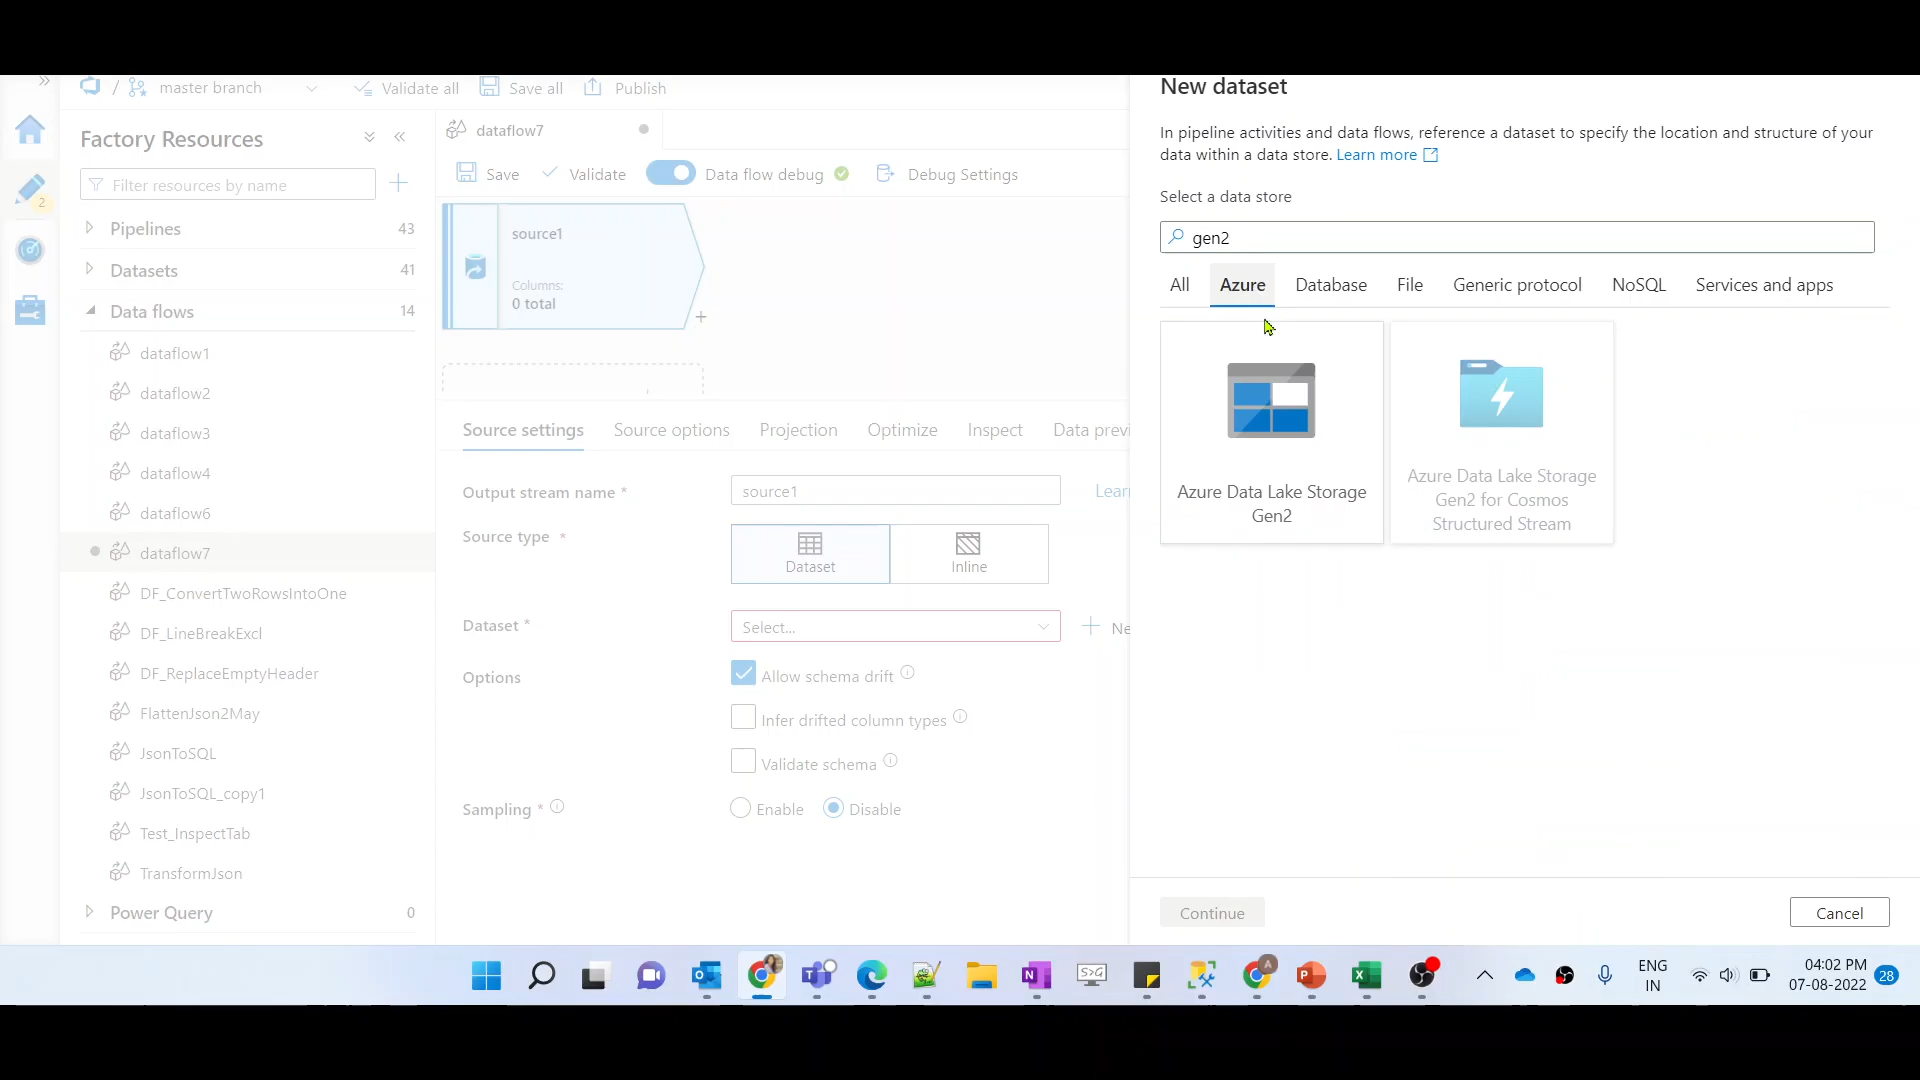 / master branch
Validate all
Save all
Publish
Factory Resources
Filter resources by name
2
Pipelines 43
Datasets 41
Data flows 14
dataflow1
dataflow2
dataflow3
dataflow4
dataflow6
dataflow7
DF_ConvertTwoRowsIntoOne
DF_LineBreakExcl
DF_ReplaceEmptyHeader
FlattenJson2May
JsonToSQL
JsonToSQL_copy1
Test_InspectTab
TransformJson
Power Query 0
dataflow7
Save
Validate
Data flow debug
Debug Settings
source1
Columns:
0 total
+
Source settings
Source options
Projection
Optimize
Inspect
Data previ
Output stream name *
source1
Lear
Source type *
Dataset
Inline
Dataset *
Select...
Ne
Options
Allow schema drift
Infer drifted column types
Validate schema
Sampling *
Enable
Disable
New dataset
In pipeline activities and data flows, reference a dataset to specify the location and structure of your
data within a data store. Learn more
Select a data store
gen2
All
Azure
Database
File
Generic protocol
NoSQL
Services and apps
Azure Data Lake Storage
Gen2
Azure Data Lake Storage
Gen2 for Cosmos
Structured Stream
Continue
Cancel
S>G
A
ENG
IN
04:02 PM
07-08-2022
28